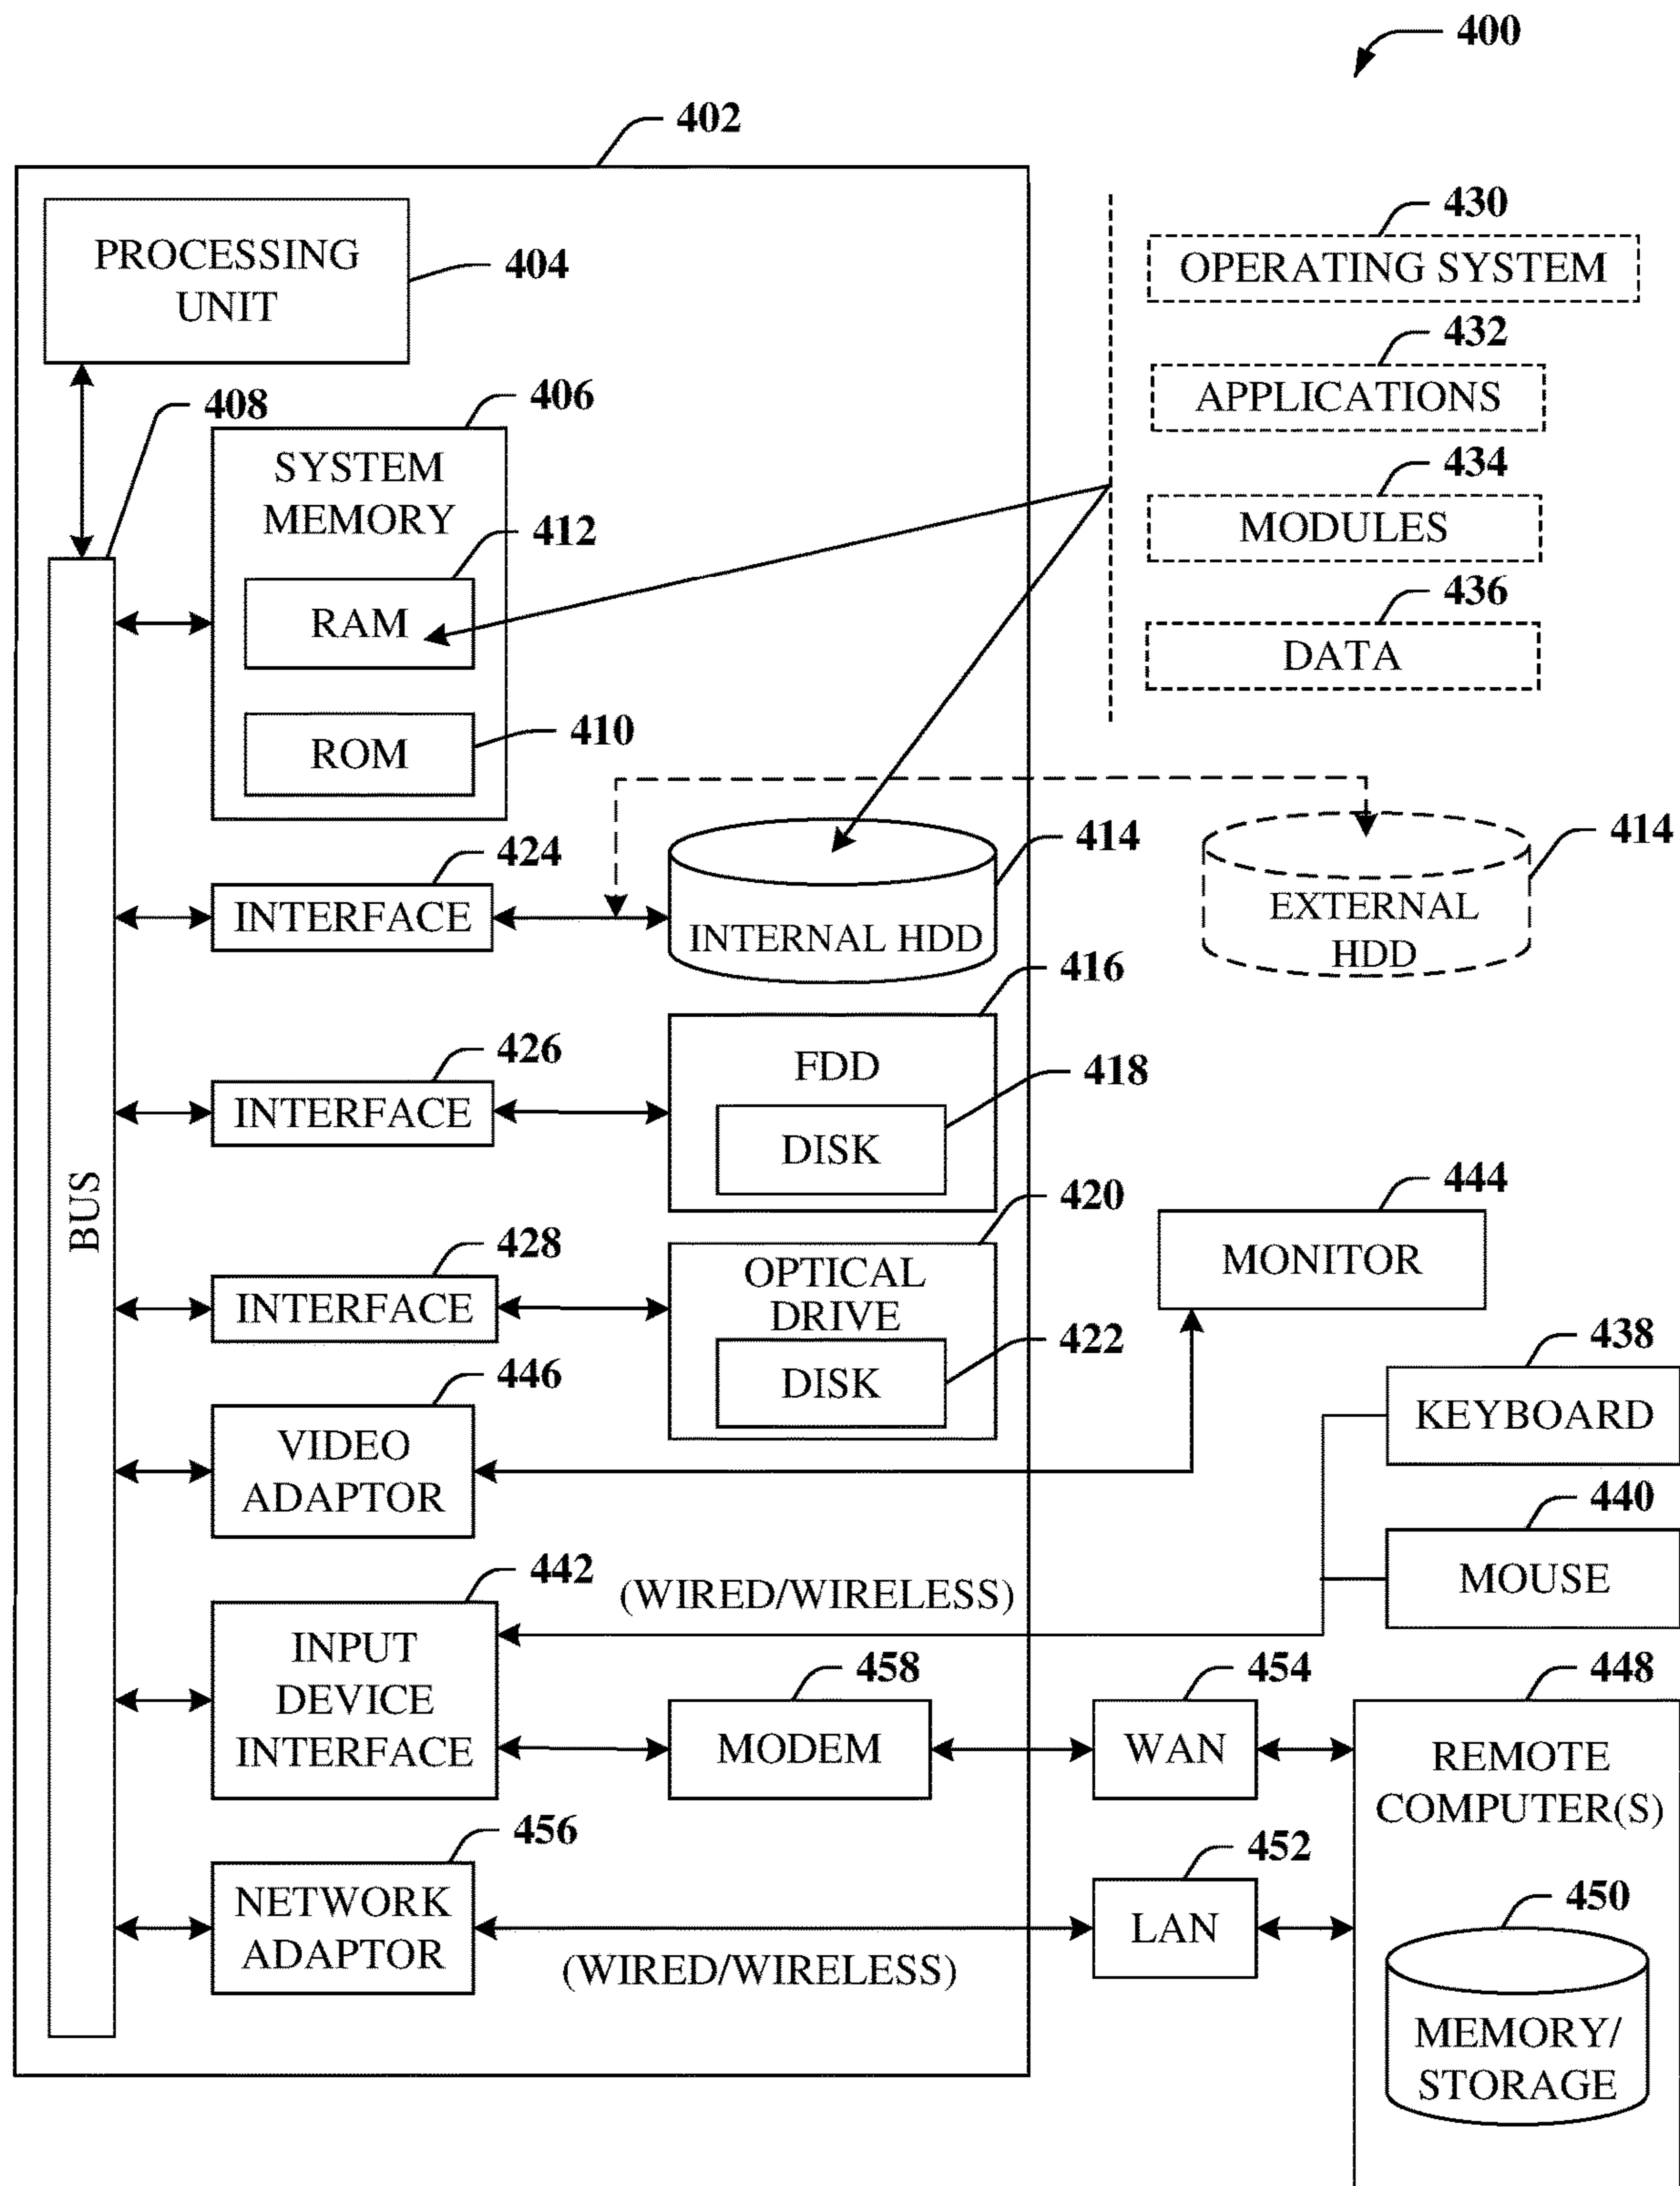 400
402
PROCESSING
UNIT
404
430
OPERATING SYSTEM
432
APPLICATIONS
434
MODULES
436
DATA
408
406
SYSTEM
MEMORY
412
RAM
410
ROM
424
INTERFACE
414
INTERNAL HDD
414
EXTERNAL
HDD
416
FDD
418
DISK
426
INTERFACE
BUS
420
OPTICAL
DRIVE
422
DISK
428
INTERFACE
444
MONITOR
446
VIDEO
ADAPTOR
438
KEYBOARD
440
MOUSE
442
(WIRED/WIRELESS)
INPUT
DEVICE
INTERFACE
458
MODEM
454
WAN
448
REMOTE
COMPUTER(S)
456
NETWORK
ADAPTOR
(WIRED/WIRELESS)
452
LAN
450
MEMORY/
STORAGE